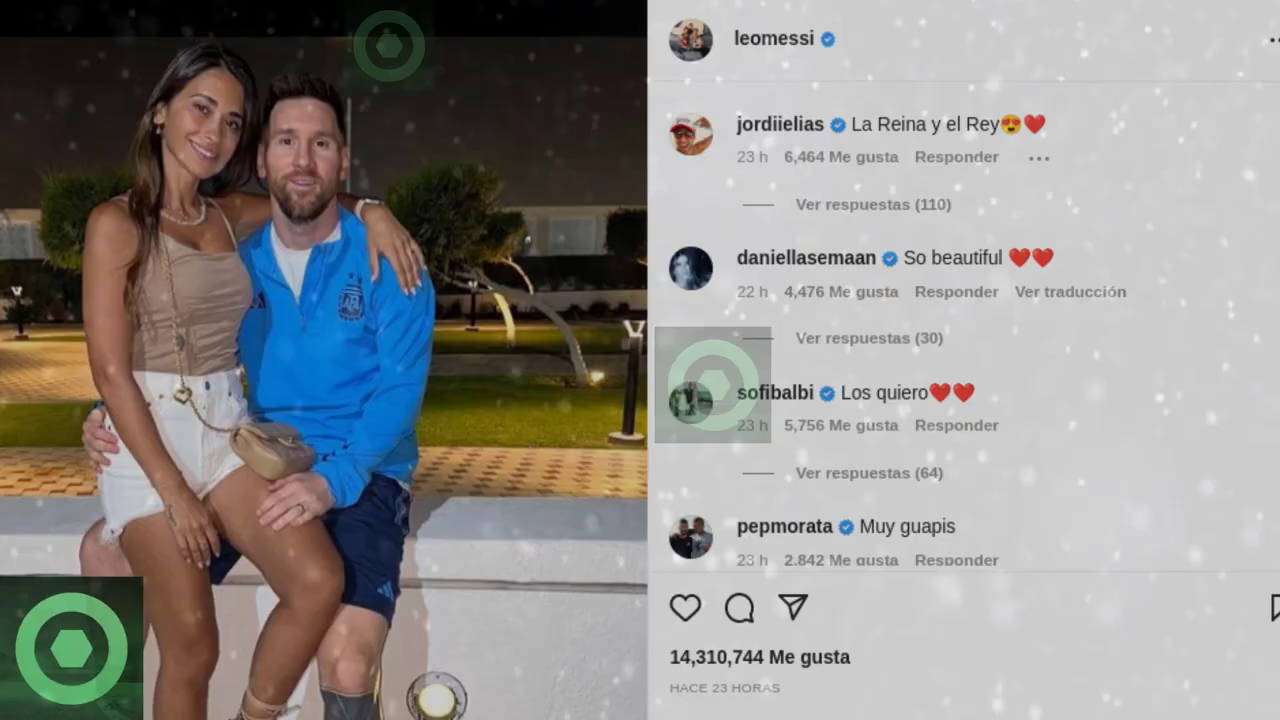 leomessi
jordiielias La Reina y el Rey😍❤️
23 h 6,464 Me gusta Responder
Ver respuestas (110)
daniellasemaan So beautiful ❤️❤️
22 h 4,476 Me gusta Responder Ver traducción
Ver respuestas (30)
sofibalbi Los quiero❤️❤️
23 h 5,756 Me gusta Responder
Ver respuestas (64)
pepmorata Muy guapis
23 h 2.842 Me gusta Responder
14,310,744 Me gusta
HACE 23 HORAS